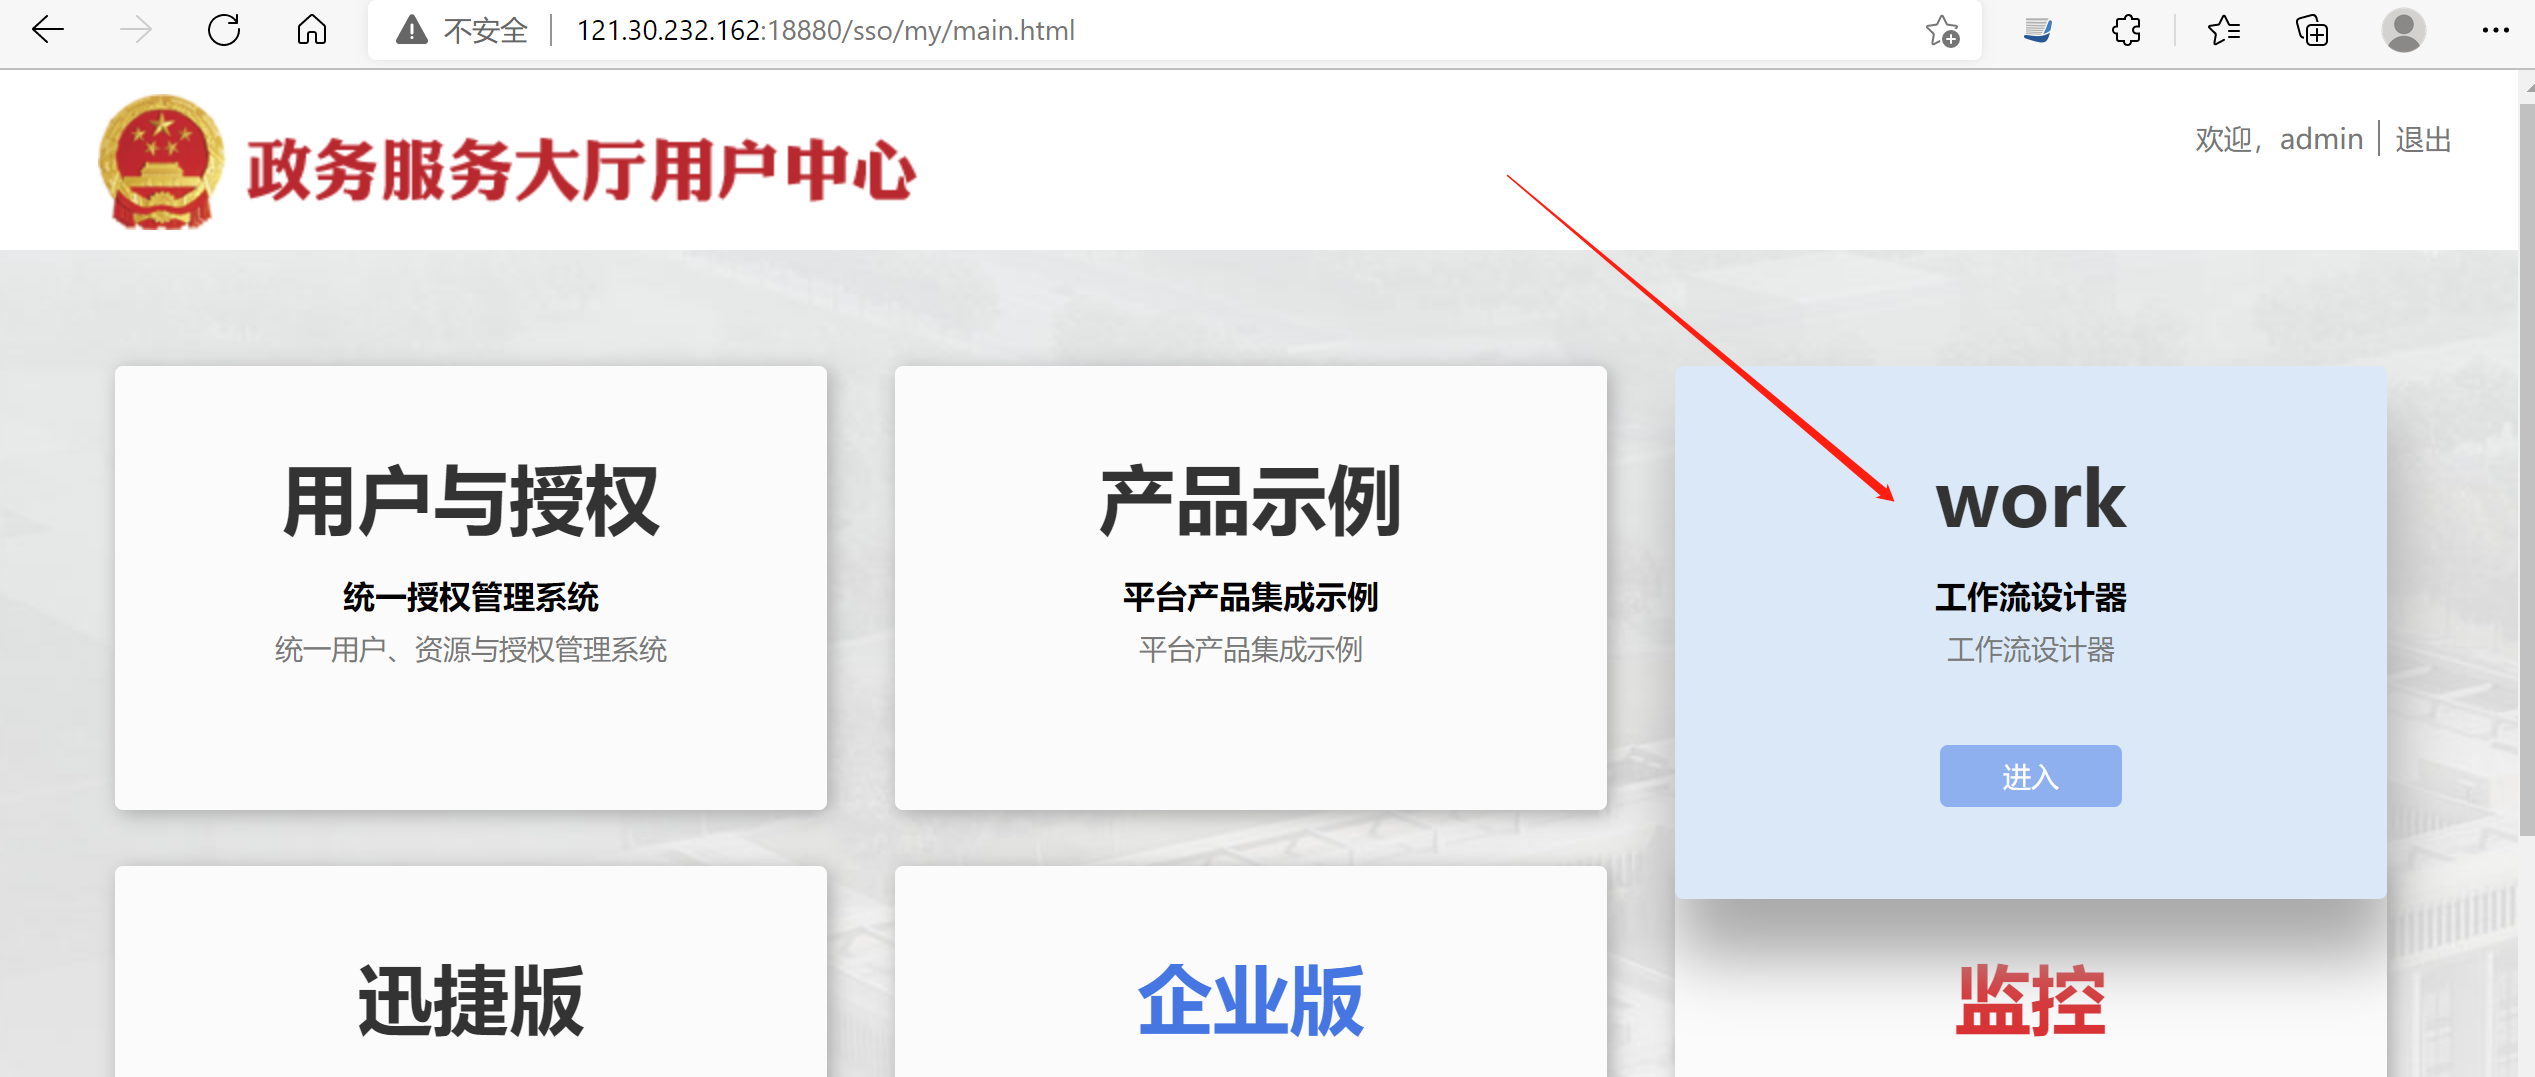 不安全 | 121.30.232.162:18880/sso/my/main.html
政务服务大厅用户中心
欢迎，admin | 退出
用户与授权
统一授权管理系统
统一用户、资源与授权管理系统
产品示例
平台产品集成示例
平台产品集成示例
work
工作流设计器
工作流设计器
进入
迅捷版
企业版
监控